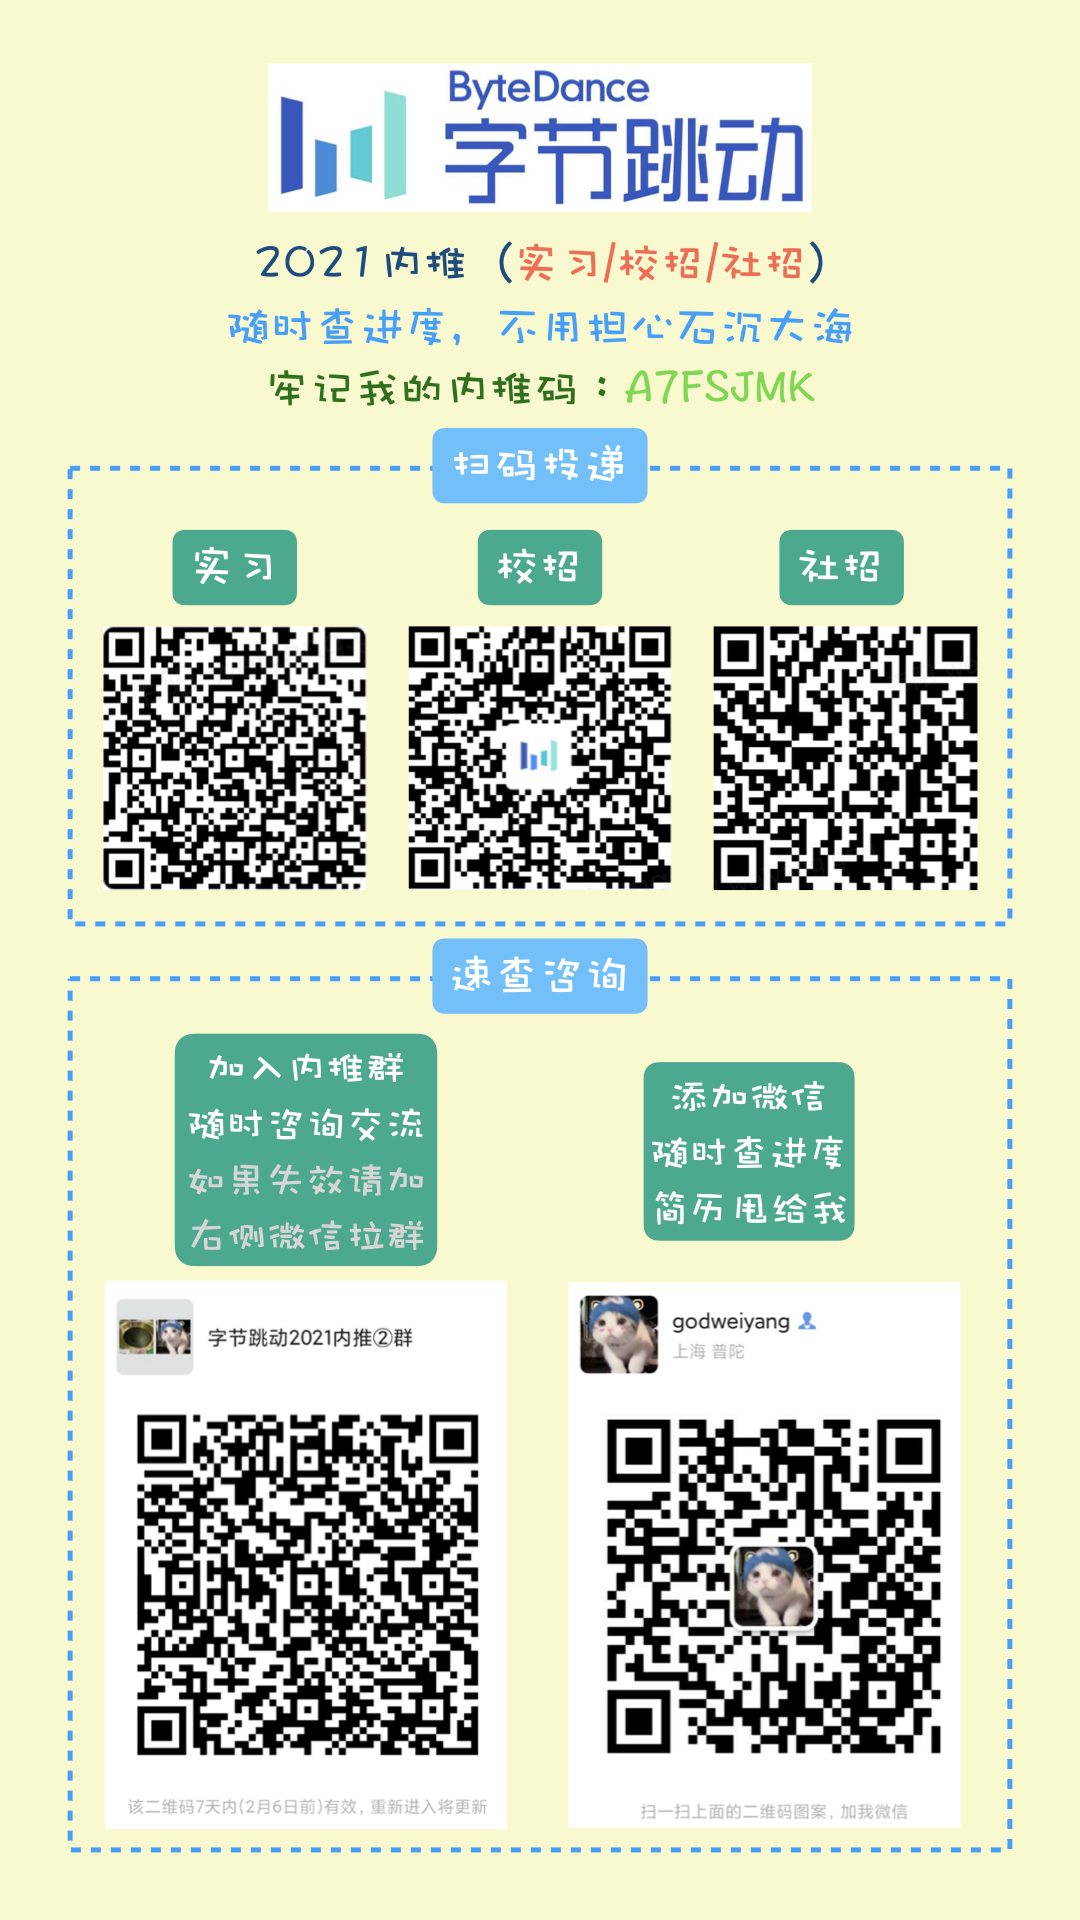 ByteDance
字节跳动
2021内推（实习/校招/社招）
随时查进度，不用担心石沉大海
牢记我的内推码：A7FSJMK
扫码投递
实习
校招
社招
速查咨询
加入内推群
随时咨询交流
如果失效请加
右侧微信拉群
添加微信
随时查进度
简历甩给我
字节跳动2021内推②群
该二维码7天内(2月6日前)有效，重新进入将更新
godweiyang
上海 普陀
扫一扫上面的二维码图案，加我微信